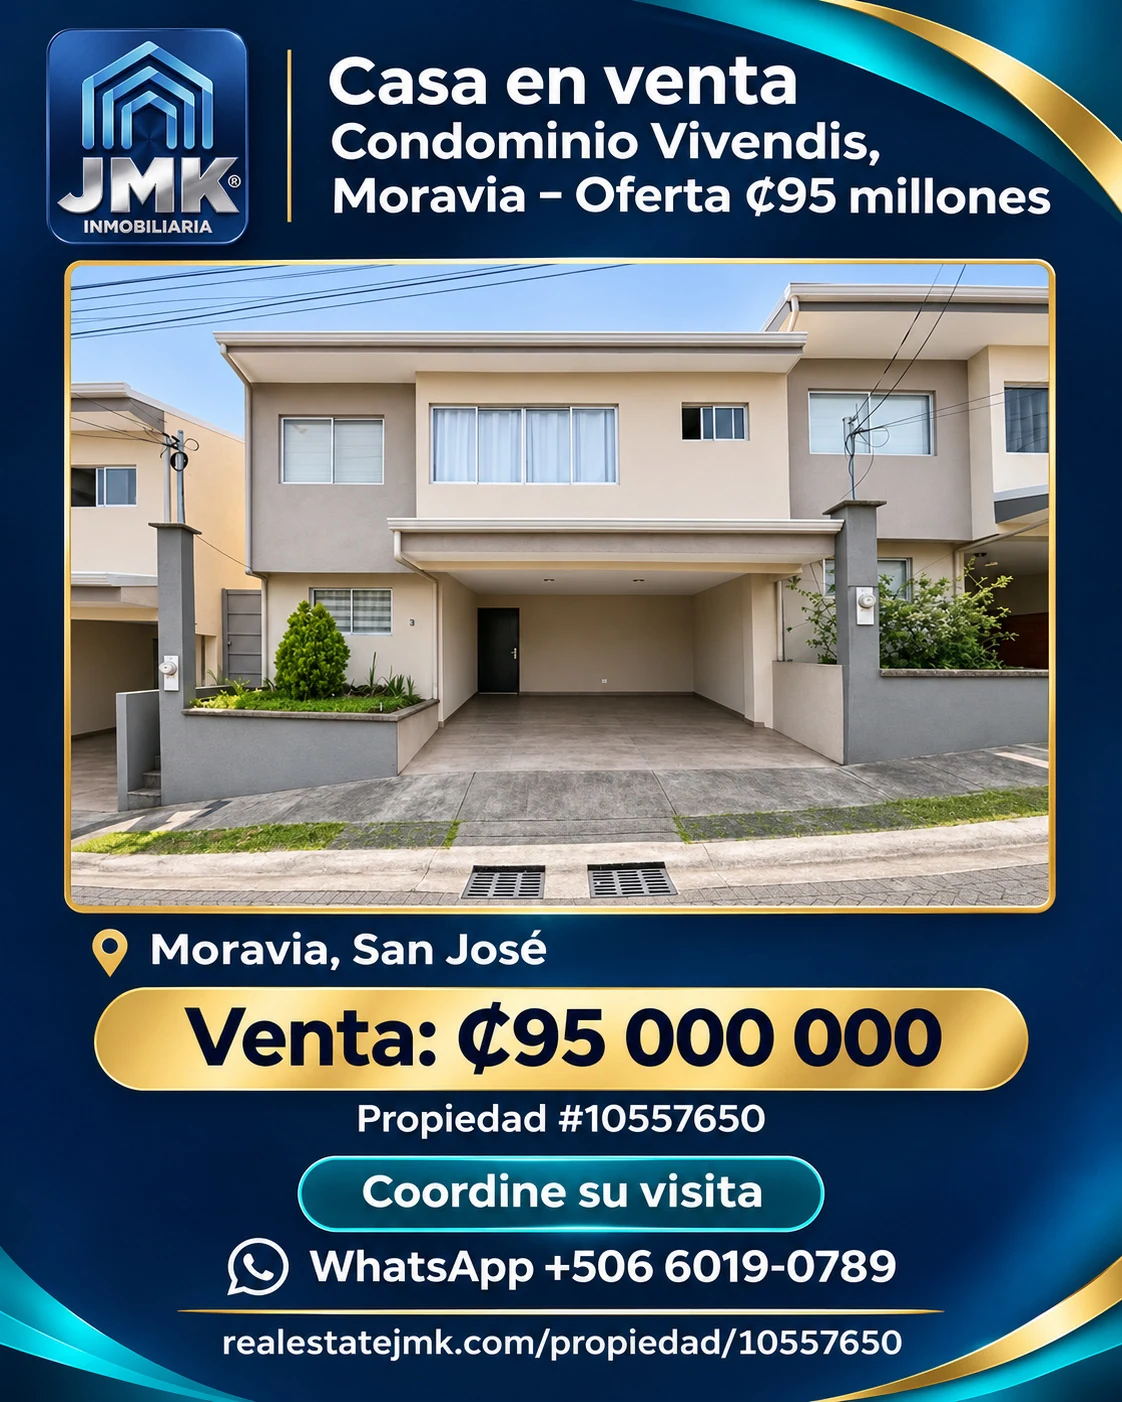 JMK®
INMOBILIARIA
Casa en venta
Condominio Vivendis,
Moravia – Oferta ₡95 millones
3
Moravia, San José
Venta: ₡95 000 000
Propiedad #10557650
Coordine su visita
WhatsApp +506 6019-0789
realestatejmk.com/propiedad/10557650